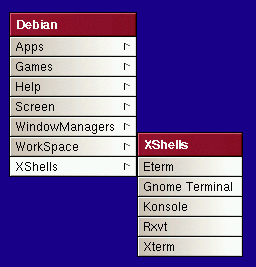 Debian
Apps
Games
Help
Screen
WindowManagers
WorkSpace
XShells
XShells
Eterm
Gnome Terminal
Konsole
Rxvt
Xterm